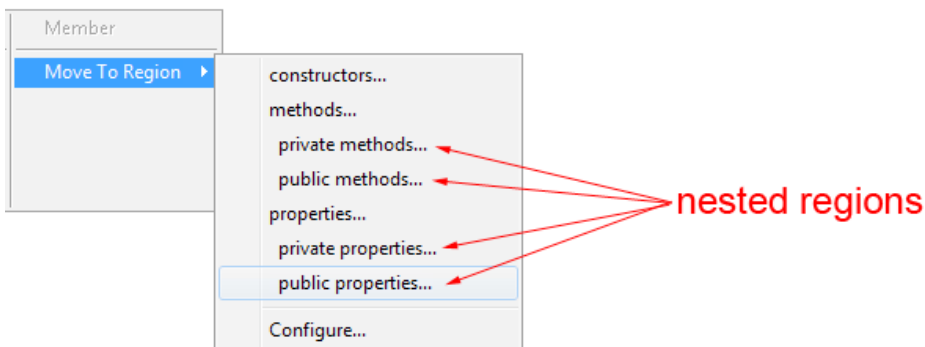 Member
Move To Region
constructors...
methods...
private methods...
public methods...
properties...
private properties...
public properties...
Configure...
nested regions